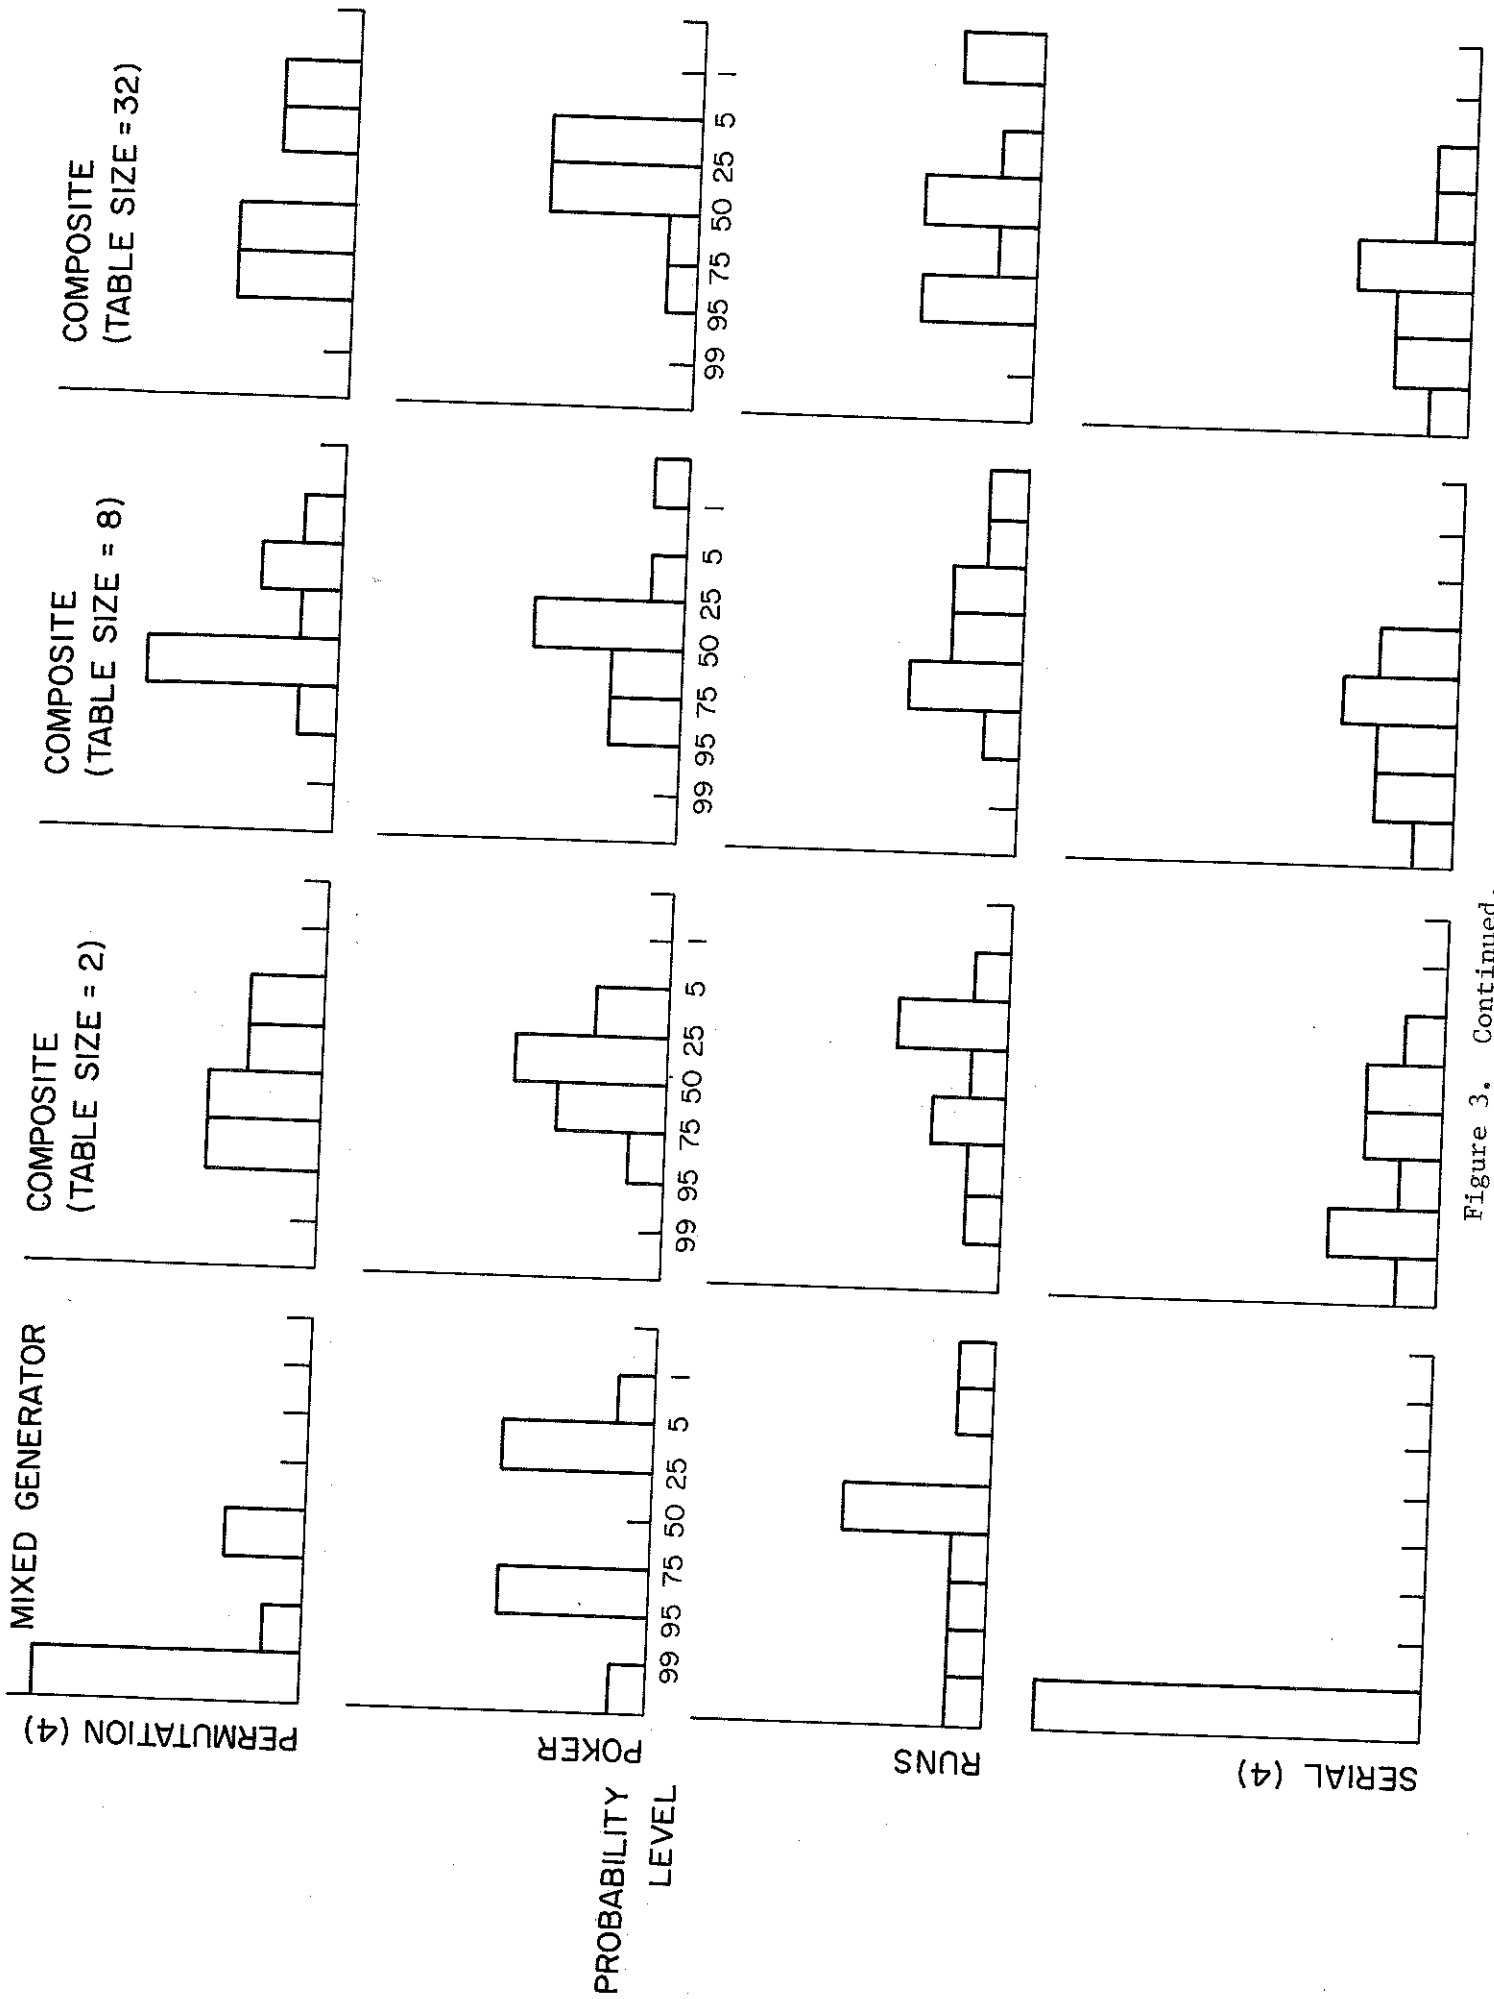 MIXED GENERATOR
COMPOSITE
(TABLE SIZE = 2)
COMPOSITE
(TABLE SIZE = 8)
COMPOSITE
(TABLE SIZE = 32)
PERMUTATION (4)
POKER
PROBABILITY
LEVEL
99 95 75 50 25 5 1
99 95 75 50 25 5 1
99 95 75 50 25 5 1
99 95 75 50 25 5 1
RUNS
SERIAL (4)
Figure 3. Continued.